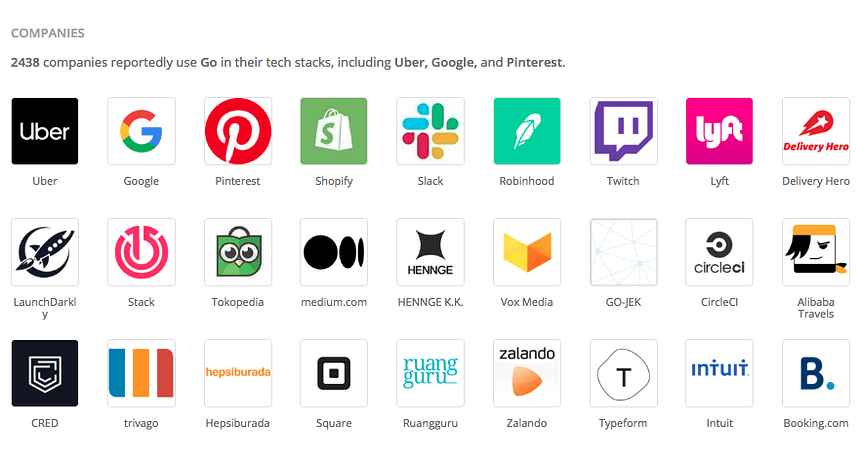 COMPANIES
2438 companies reportedly use Go in their tech stacks, including Uber, Google, and Pinterest.
Uber
lyft
Delivery Hero
Uber
Google
Pinterest
Shopify
Slack
Robinhood
Twitch
Lyft
Delivery Hero
HENNGE
circleci
LaunchDarkl
y
Stack
Tokopedia
medium.com
HENNGE K.K.
Vox Media
GO-JEK
CircleCI
Alibaba
Travels
hepsiburada
ruang
guru
zalando
T
intuit
B.
CRED
trivago
Hepsiburada
Square
Ruangguru
Zalando
Typeform
Intuit
Booking.com